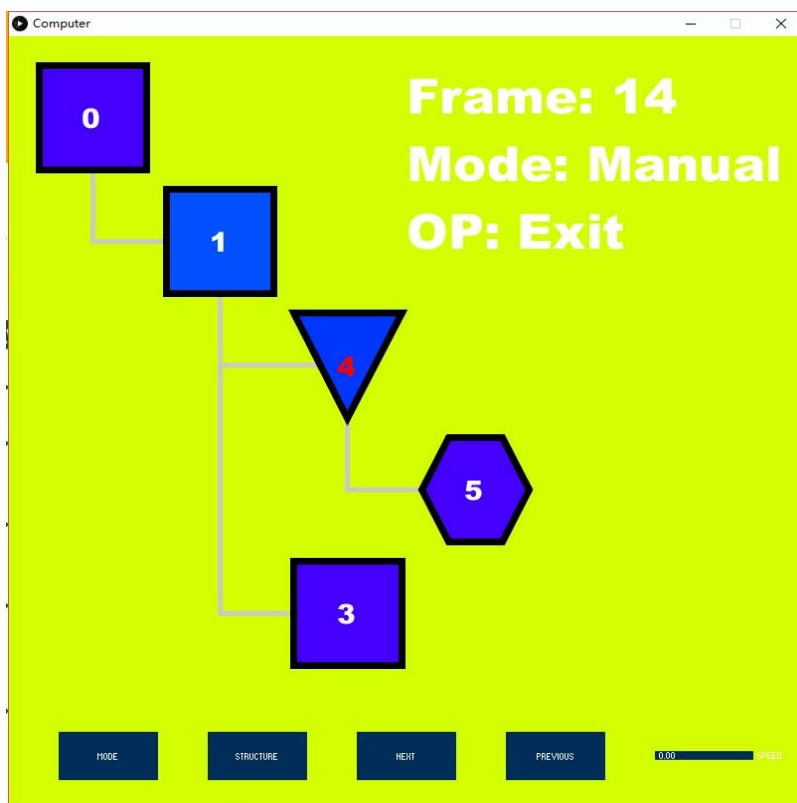 Computer
Frame: 14
Mode: Manual
OP: Exit
0
1
4
5
3
MODE
STRUCTURE
NEXT
PREVIOUS
0.00
SPEED